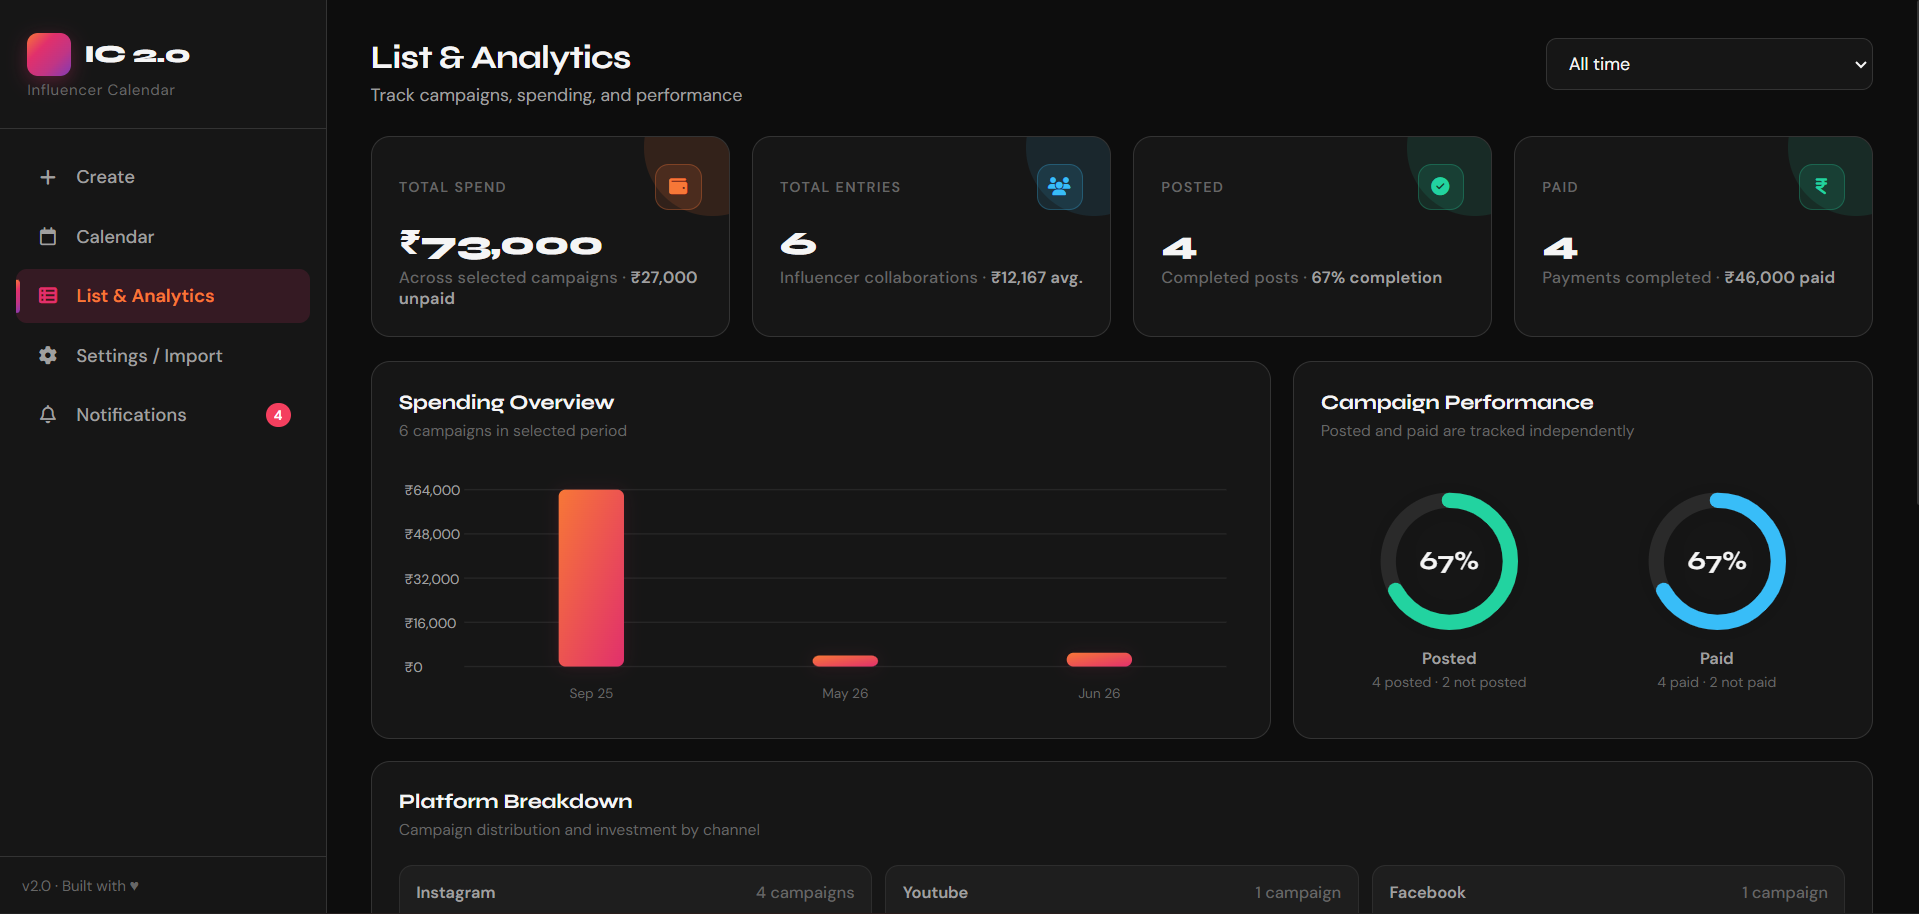 IC 2.0
Influencer Calendar
Create
Calendar
List & Analytics
Settings / Import
Notifications
4
v2.0 · Built with ♥
List & Analytics
Track campaigns, spending, and performance
All time
TOTAL SPEND
₹73,000
Across selected campaigns · ₹27,000
unpaid
TOTAL ENTRIES
6
Influencer collaborations · ₹12,167 avg.
POSTED
4
Completed posts · 67% completion
PAID
₹
4
Payments completed · ₹46,000 paid
Spending Overview
6 campaigns in selected period
₹64,000
₹48,000
₹32,000
₹16,000
₹0
Sep 25
May 26
Jun 26
Campaign Performance
Posted and paid are tracked independently
67%
Posted
4 posted · 2 not posted
67%
Paid
4 paid · 2 not paid
Platform Breakdown
Campaign distribution and investment by channel
Instagram
4 campaigns
Youtube
1 campaign
Facebook
1 campaign